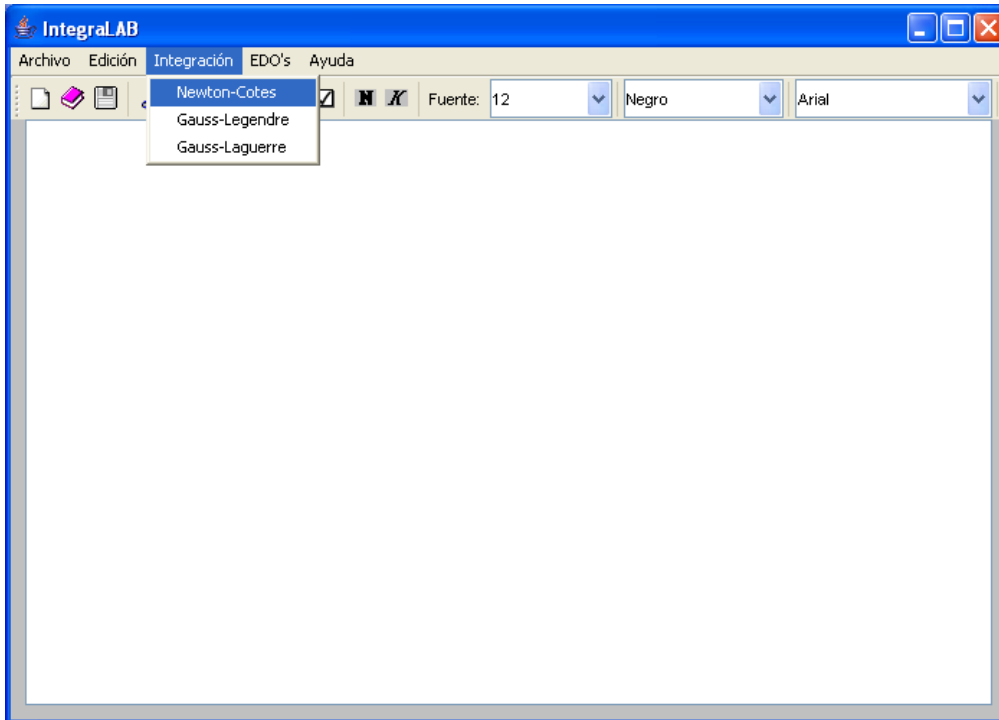 IntegraLAB
Archivo Edición Integración EDO's Ayuda
N K Fuente: 12 Negro Arial
Newton-Cotes
Gauss-Legendre
Gauss-Laguerre